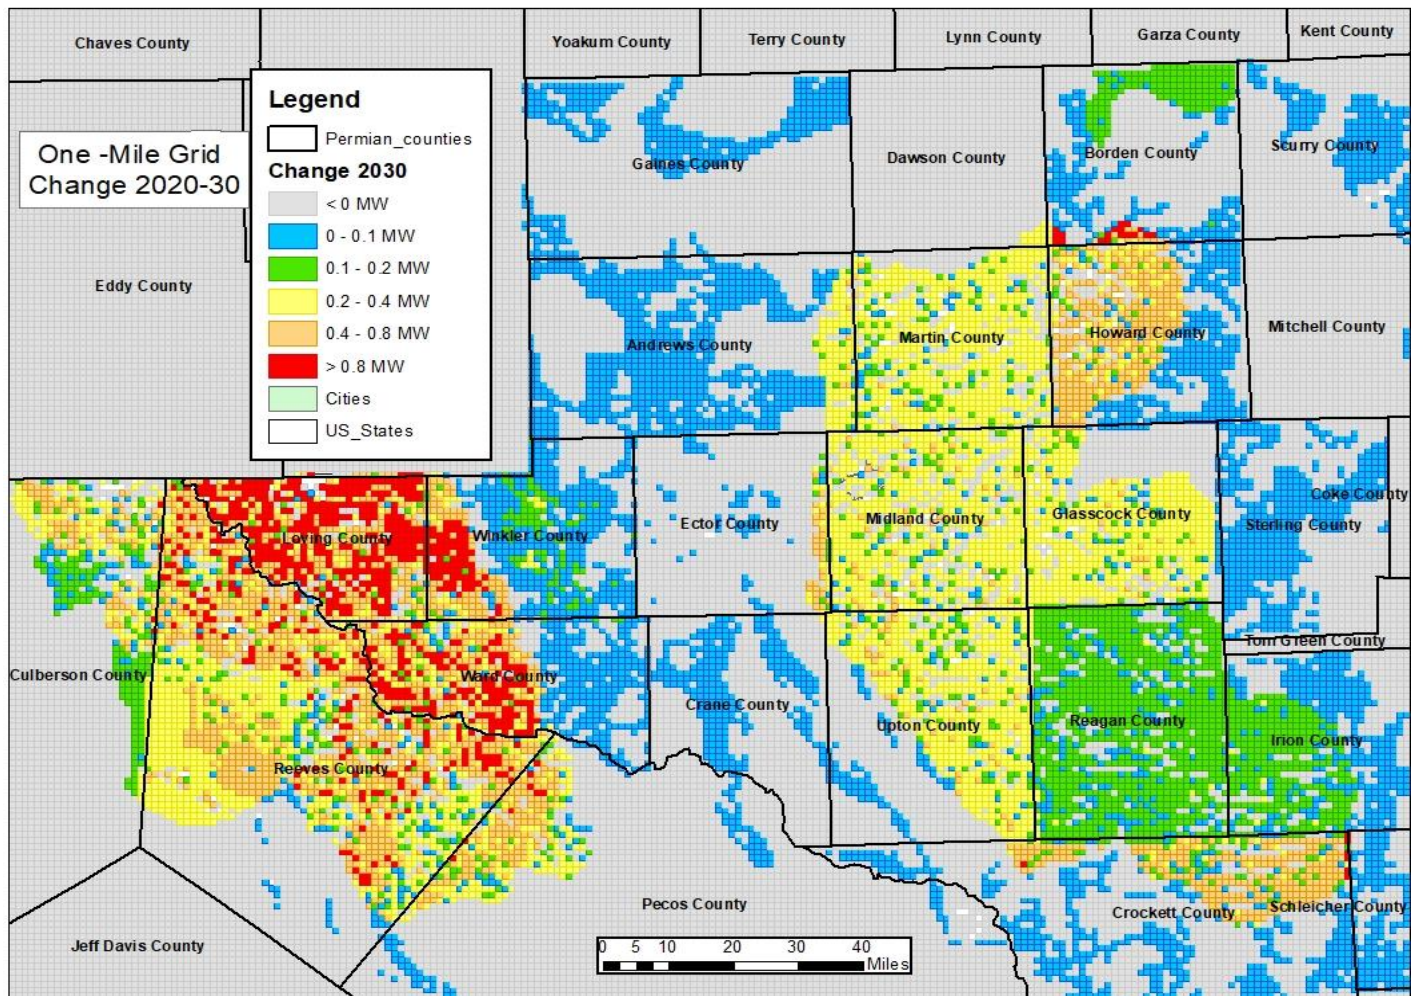 Chaves County
Yoakum County
Terry County
Lynn County
Garza County
Kent County
One -Mile Grid
Change 2020-30
Legend
Permian_counties
Change 2030
< 0 MW
0 - 0.1 MW
0.1 - 0.2 MW
0.2 - 0.4 MW
0.4 - 0.8 MW
> 0.8 MW
Cities
US_States
Gaines County
Dawson County
Borden County
Scurry County
Eddy County
Andrews County
Martin County
Howard County
Mitchell County
Loving County
Winkler County
Ector County
Midland County
Glasscock County
Coke County
Sterling County
Culberson County
Ward County
Crane County
Upton County
Reagan County
Tom Green County
Irion County
Reeves County
Jeff Davis County
Pecos County
Crockett County
Schleicher County
0 5 10 20 30 40
Miles